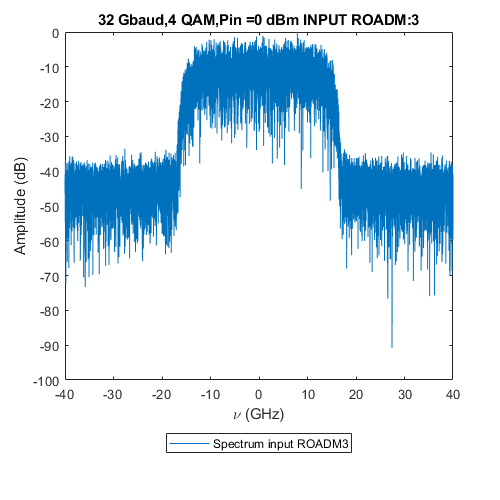 32 Gbaud,4 QAM,Pin =0 dBm INPUT ROADM:3
0
-10
-20
-30
-40
-50
-60
-70
-80
-90
-100
Amplitude (dB)
-40 -30 -20 -10 0 10 20 30 40
ν (GHz)
Spectrum input ROADM3